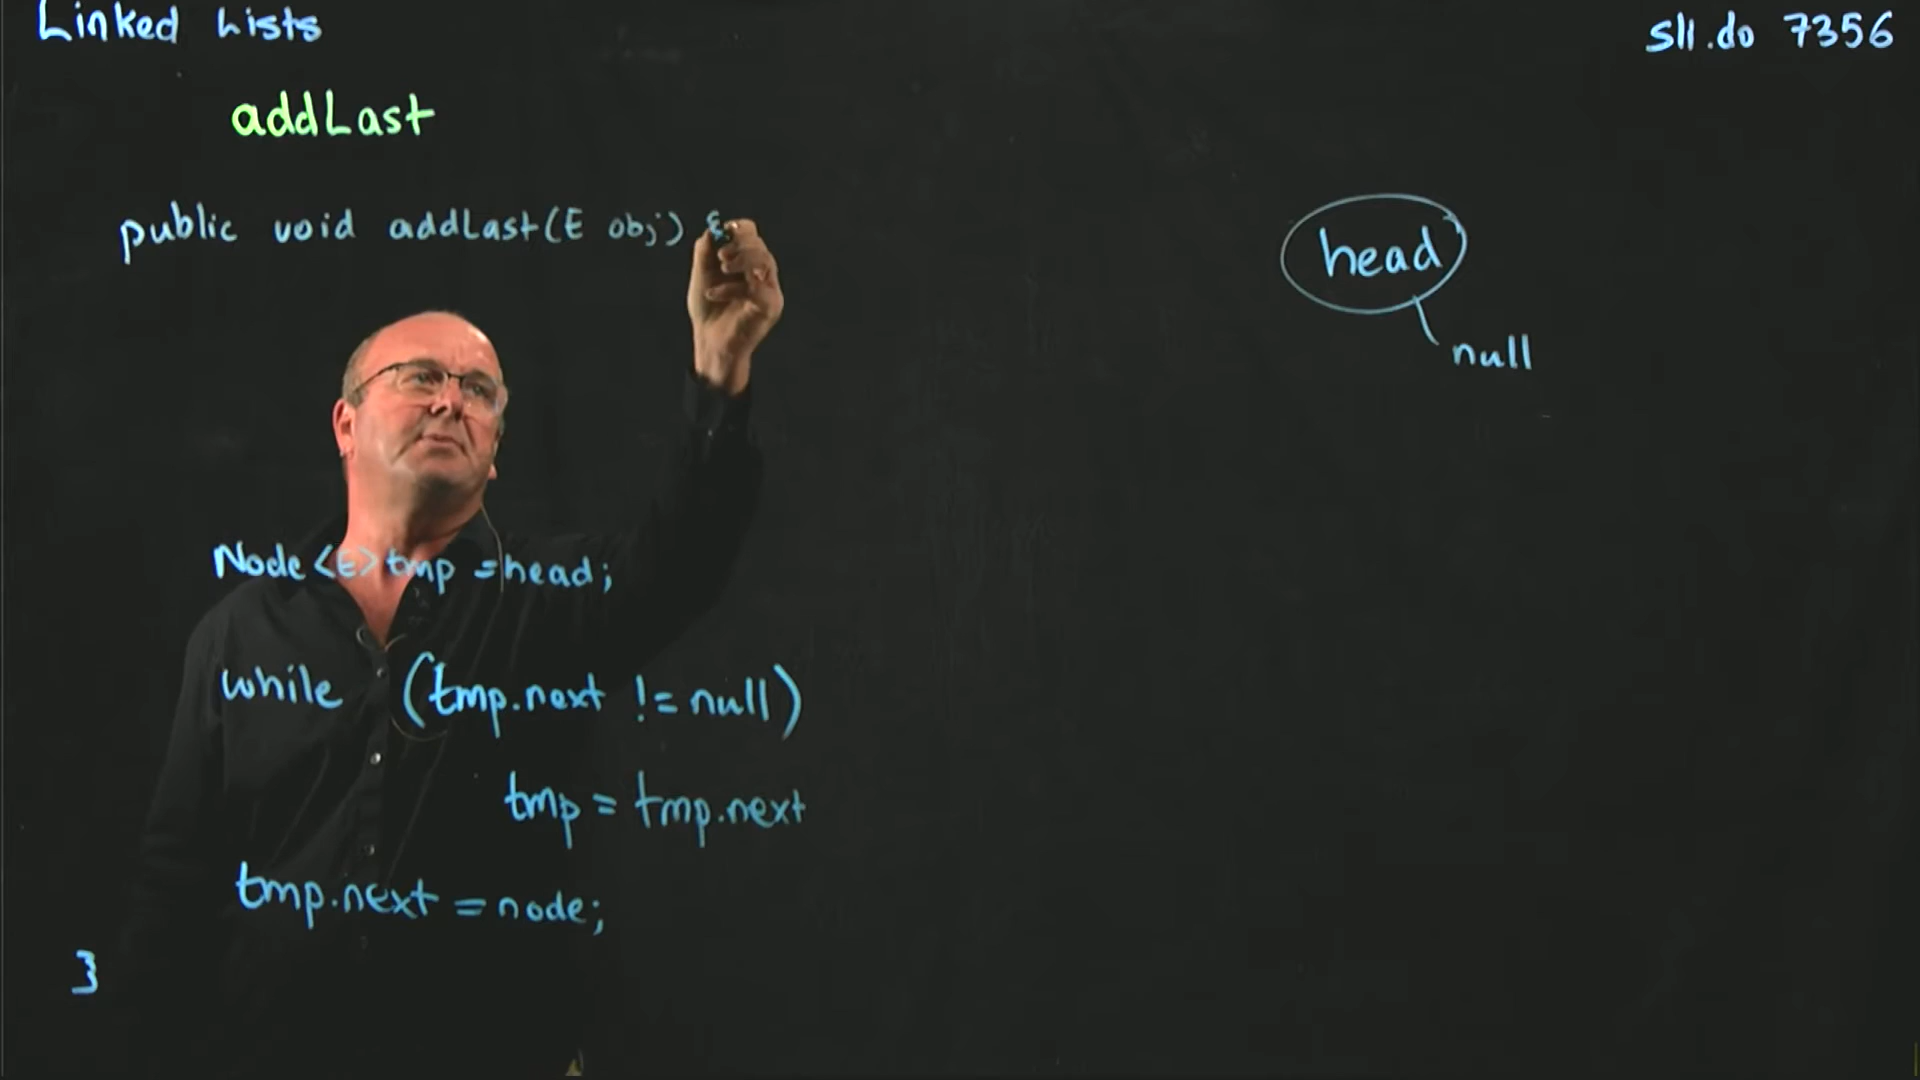 Linked Lists
sli.do 7356
addLast
public void addLast(E obj) {
head
null
Node <E> tmp = head;
while (tmp.next != null)
tmp = tmp.next
tmp.next = node;
}